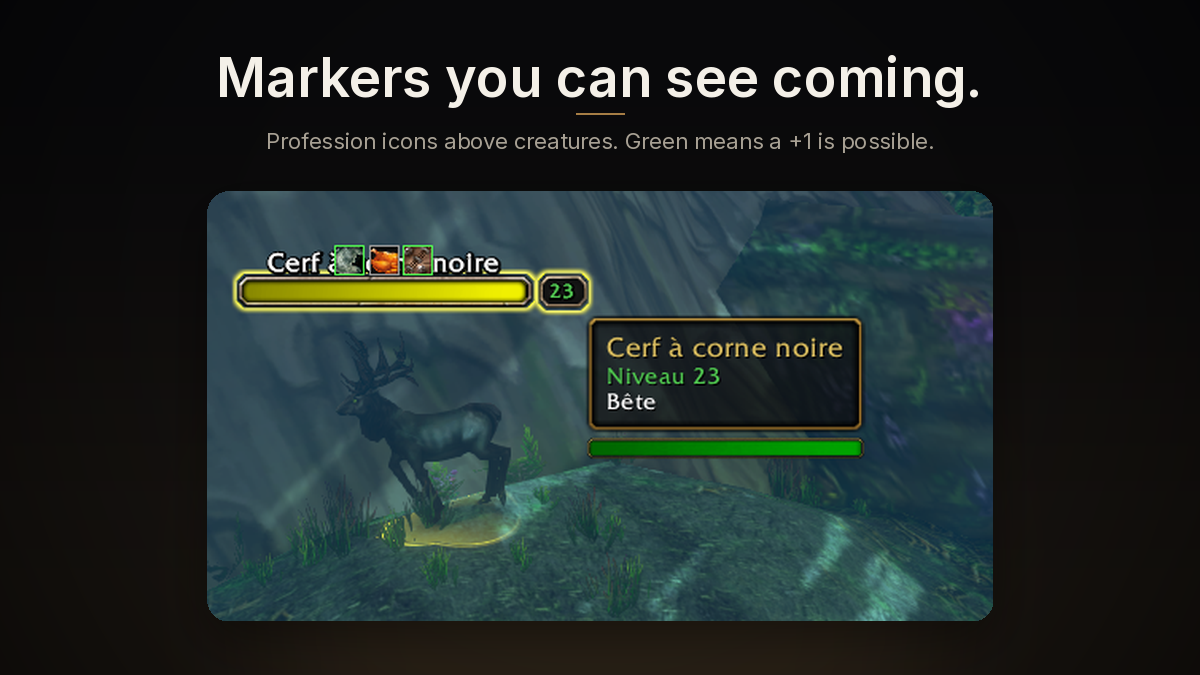 Markers you can see coming.
Profession icons above creatures. Green means a +1 is possible.
Cerf à noire
23
Cerf à corne noire
Niveau 23
Bête